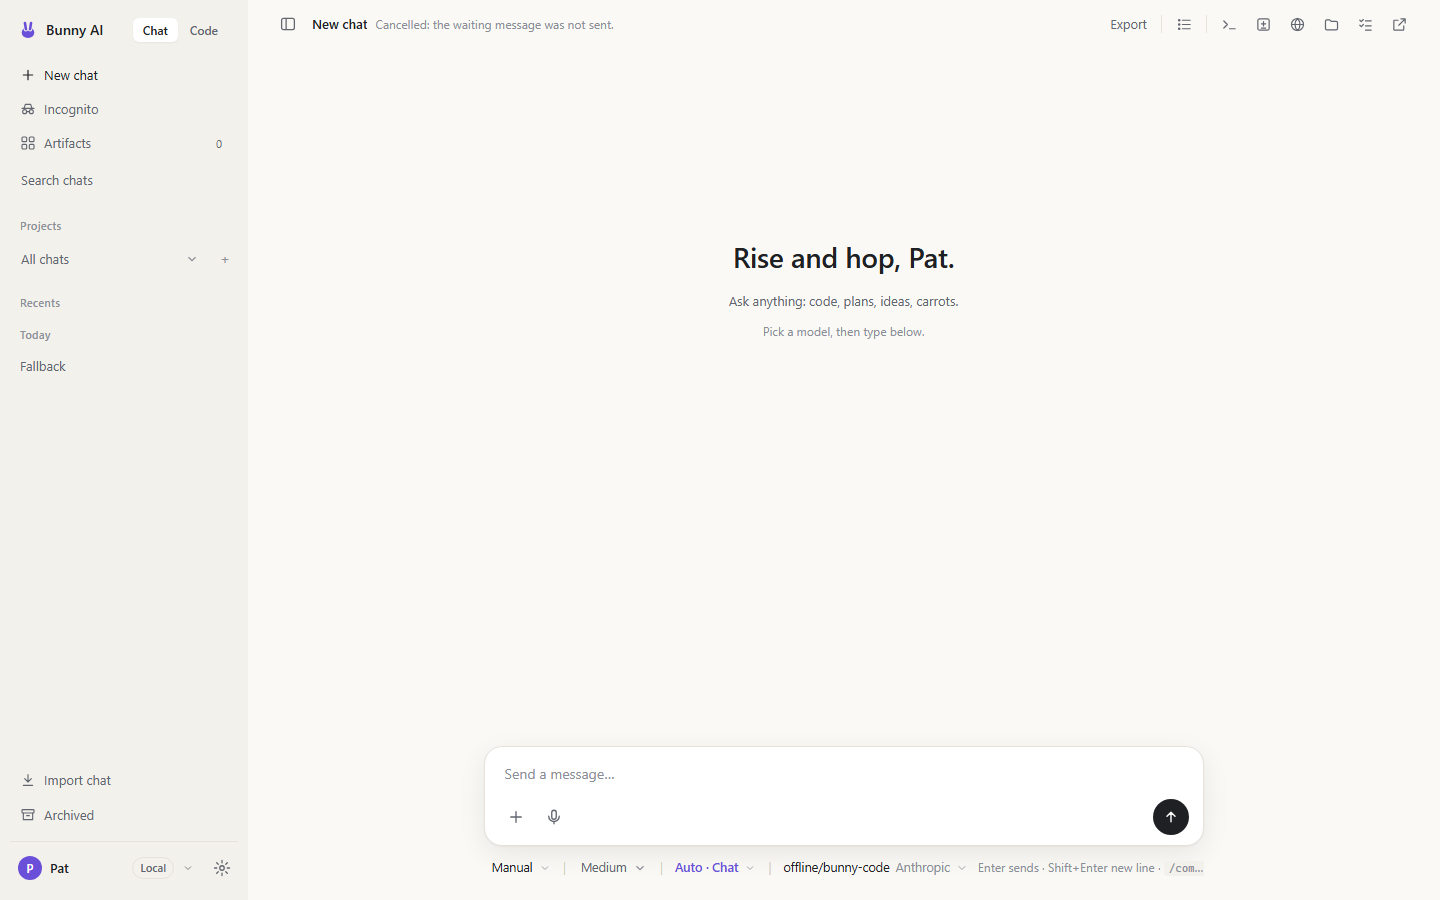 Bunny AI
Chat
Code
New chat
Incognito
Artifacts 0
Search chats
Projects
All chats +
Recents
Today
Fallback
Import chat
Archived
P Pat Local
New chat Cancelled: the waiting message was not sent.
Export
Rise and hop, Pat.
Ask anything: code, plans, ideas, carrots.
Pick a model, then type below.
Send a message...
Manual | Medium | Auto · Chat | offline/bunny-code Anthropic Enter sends · Shift+Enter new line · /com...